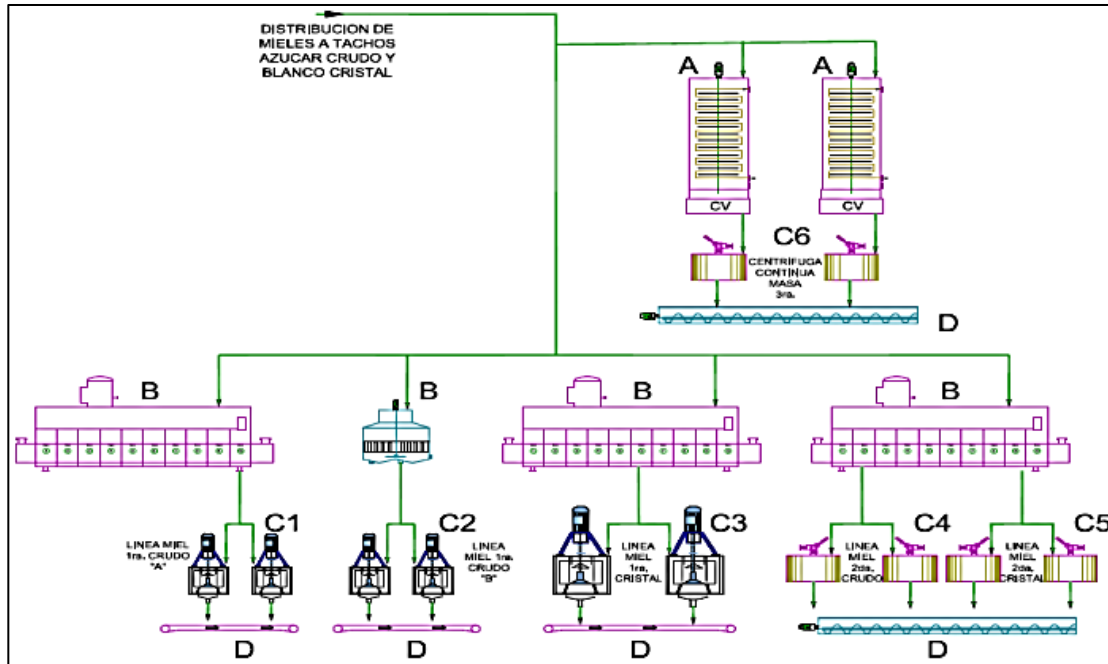 DISTRIBUCION DE
MIELES A TACHOS
AZUCAR CRUDO Y
BLANCO CRISTAL
A
A
CV
CV
C6
CENTRÍFUGA
CONTÍNUA
MASA
3ra.
D
B
B
B
B
C1
LINEA MIEL
1ra. CRUDO
"A"
C2
LINEA
MIEL 1ra.
CRUDO
"B"
C3
LINEA
MIEL
1ra,
CRISTAL
C4
LINEA
MIEL
2da.
CRUDO
C5
LINEA
MIEL
2da,
CRISTAL
D
D
D
D